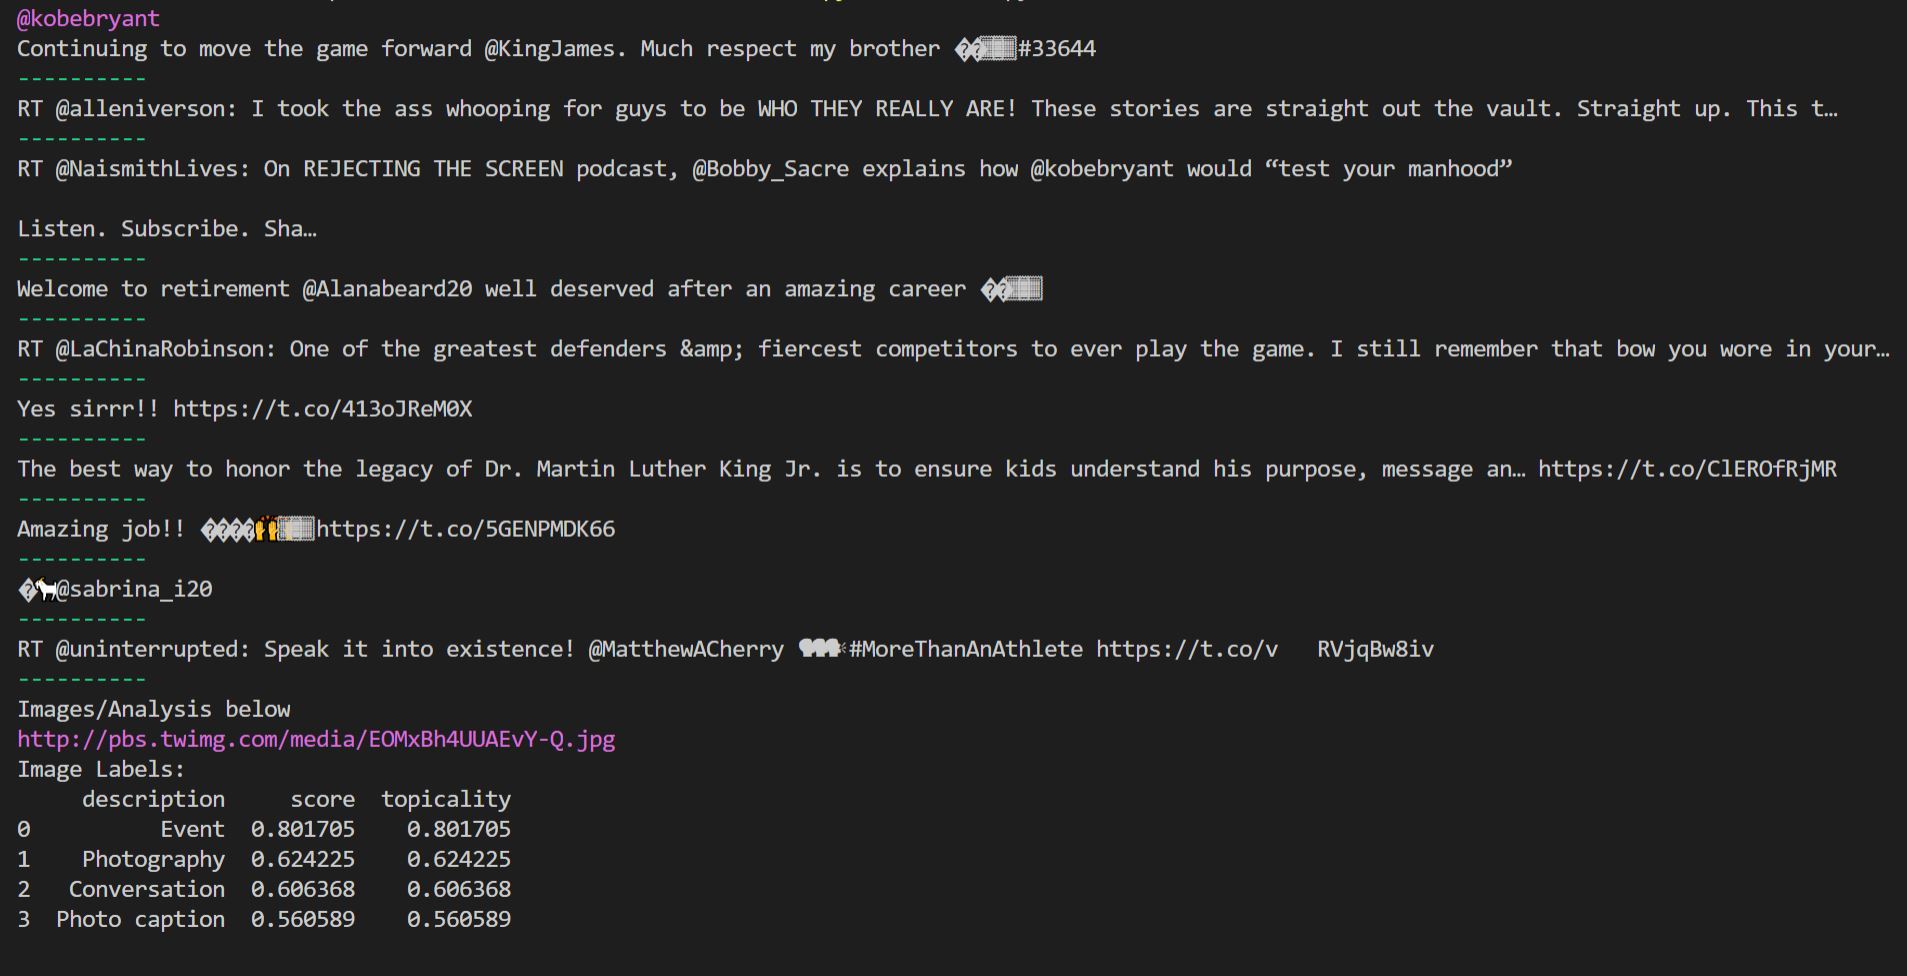 @kobebryant
Continuing to move the game forward @KingJames. Much respect my brother ��▒▒#33644
----------
RT @alleniverson: I took the ass whooping for guys to be WHO THEY REALLY ARE! These stories are straight out the vault. Straight up. This t…
----------
RT @NaismithLives: On REJECTING THE SCREEN podcast, @Bobby_Sacre explains how @kobebryant would “test your manhood”
Listen. Subscribe. Sha…
----------
Welcome to retirement @Alanabeard20 well deserved after an amazing career ��▒▒
----------
RT @LaChinaRobinson: One of the greatest defenders &amp; fiercest competitors to ever play the game. I still remember that bow you wore in your…
----------
Yes sirrr!! https://t.co/413oJReM0X
----------
The best way to honor the legacy of Dr. Martin Luther King Jr. is to ensure kids understand his purpose, message an… https://t.co/ClEROfRjMR
----------
Amazing job!! ����🙌▒▒https://t.co/5GENPMDK66
----------
�🐐@sabrina_i20
----------
RT @uninterrupted: Speak it into existence! @MatthewACherry #MoreThanAnAthlete https://t.co/v   RVjqBw8iv
----------
Images/Analysis below
http://pbs.twimg.com/media/EOMxBh4UUAEvY-Q.jpg
Image Labels:
description score topicality
0 Event 0.801705 0.801705
1 Photography 0.624225 0.624225
2 Conversation 0.606368 0.606368
3 Photo caption 0.560589 0.560589